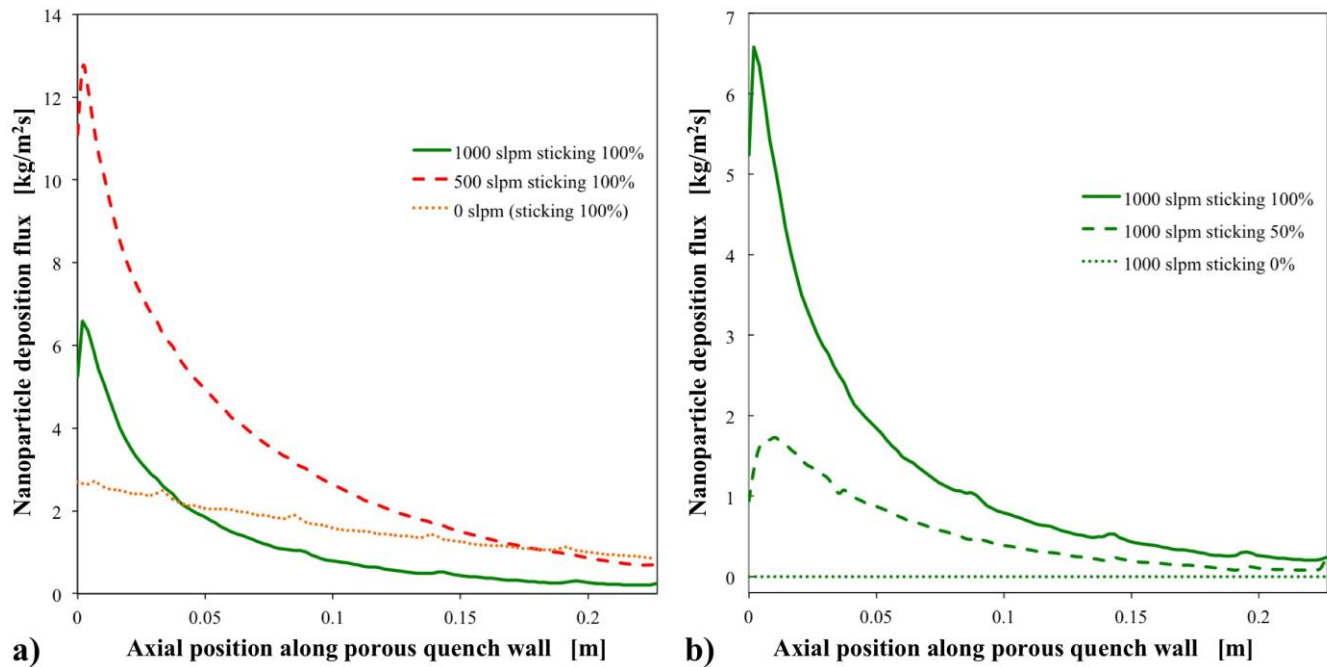 14
12
10
8
6
4
2
0
Nanoparticle deposition flux [kg/m²s]
1000 slpm sticking 100%
500 slpm sticking 100%
0 slpm (sticking 100%)
0 0.05 0.1 0.15 0.2
a) Axial position along porous quench wall [m]
7
6
5
4
3
2
1
0
Nanoparticle deposition flux [kg/m²s]
1000 slpm sticking 100%
1000 slpm sticking 50%
1000 slpm sticking 0%
0 0.05 0.1 0.15 0.2
b) Axial position along porous quench wall [m]